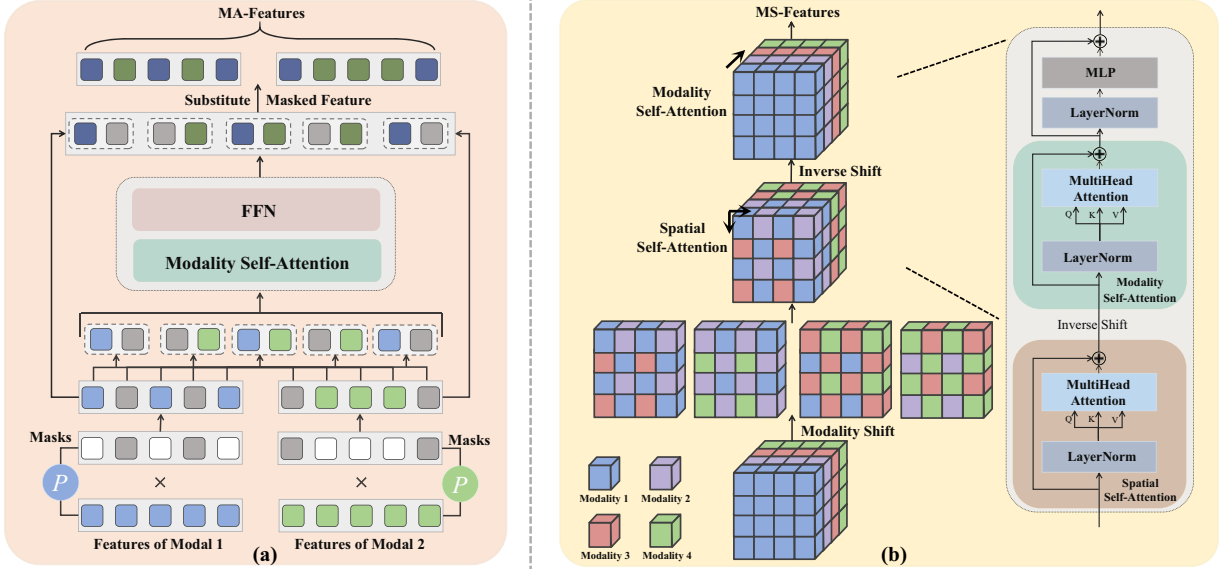 MA-Features
Substitute Masked Feature
FFN
Modality Self-Attention
Masks
Masks
P
P
×
×
Features of Modal 1
Features of Modal 2
(a)
MS-Features
Modality
Self-Attention
Inverse Shift
Spatial
Self-Attention
Modality Shift
Modality 1
Modality 2
Modality 3
Modality 4
MLP
LayerNorm
MultiHead
Attention
Q K V
LayerNorm
Modality
Self-Attention
Inverse Shift
MultiHead
Attention
Q K V
LayerNorm
Spatial
Self-Attention
(b)